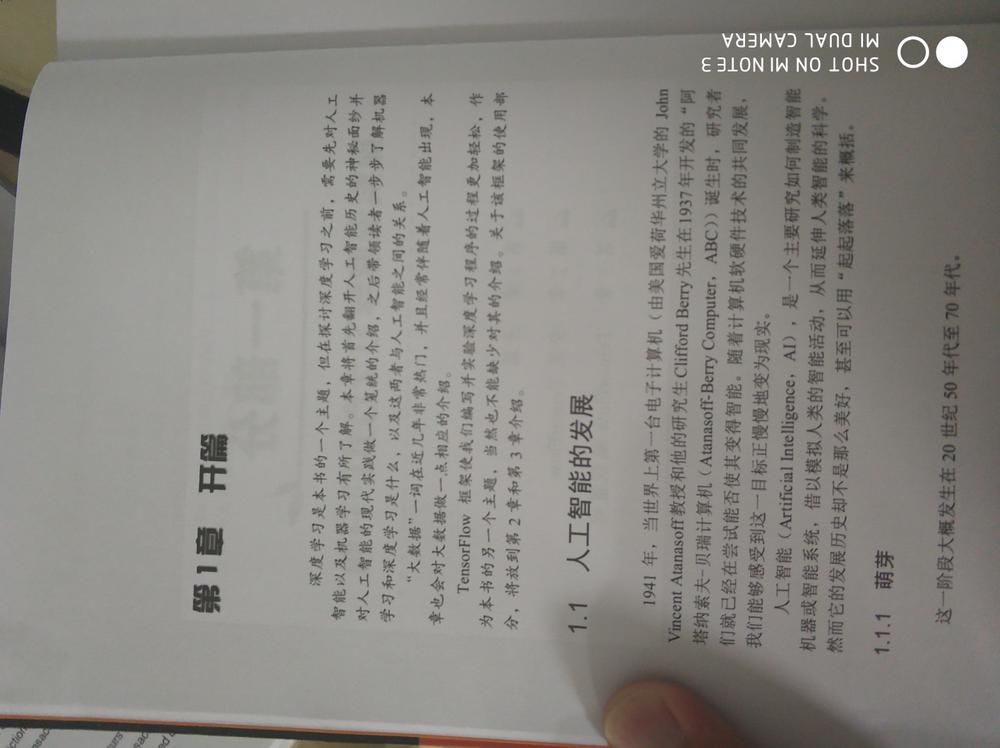 第1章 开篇
深度学习是本书的一个主题，但在探讨深度学习之前，需要先对人工
智能以及机器学习有所了解。本章将首先翻开人工智能历史的神秘面纱并
对人工智能的现代实践做一个笼统的介绍，之后带领读者一步步了解机器
学习和深度学习是什么，以及这两者与人工智能之间的关系。
“大数据”一词在近几年非常热门，并且经常伴随着人工智能出现，本
章也会对大数据做一点相应的介绍。
TensorFlow 框架使我们编写并实验深度学习程序的过程更加轻松，作
为本书的另一个主题，当然也不能缺少对其的介绍。关于该框架的使用部
分，将放到第 2 章和第 3 章介绍。
1.1 人工智能的发展
1941 年，当世界上第一台电子计算机（由美国爱荷华州立大学的 John
Vincent Atanasoff 教授和他的研究生 Clifford Berry 先生在 1937 年开发的“阿
塔纳索夫-贝瑞计算机（Atanasoff-Berry Computer，ABC））诞生时，研究者
们就已经在尝试能否使其变得智能。随着计算机软硬件技术的共同发展，
我们能够感受到这一目标正慢慢地变为现实。
人工智能（Artificial Intelligence，AI），是一个主要研究如何制造智能
机器或智能系统，借以模拟人类的智能活动，从而延伸人类智能的科学。
然而它的发展历史却不是那么美好，甚至可以用“起起落落”来概括。
1.1.1 萌芽
这一阶段大概发生在 20 世纪 50 年代至 70 年代。
SHOT ON MI NOTE 3
MI DUAL CAMERA